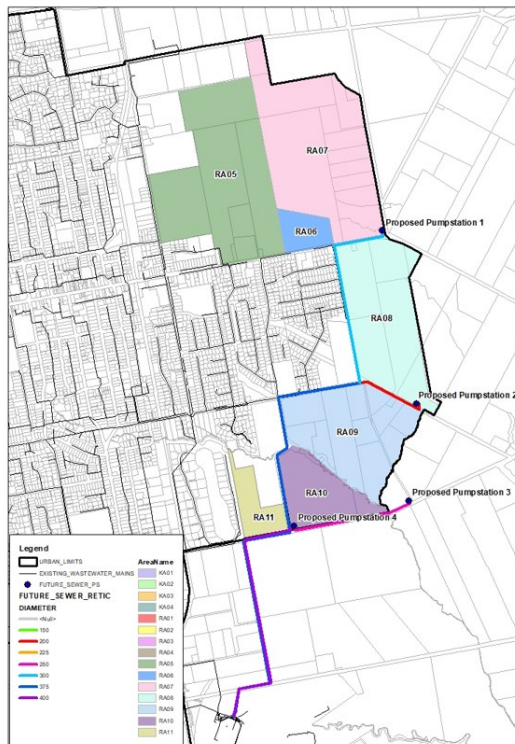 RA07
RA05
Proposed Pumpstation 1
RA06
RA08
Proposed Pumpstation 2
RA09
RA10
Proposed Pumpstation 3
RA11
Proposed Pumpstation 4
Legend
URBAN_LIMITS
EXISTING_WASTEWATER_MAINS
FUTURE_SEWER_PS
FUTURE_SEWER_RETIC
DIAMETER
<Null>
150
200
225
250
300
375
400
AreaName
KA01
KA02
KA03
KA04
RA01
RA02
RA03
RA04
RA05
RA06
RA07
RA08
RA09
RA10
RA11